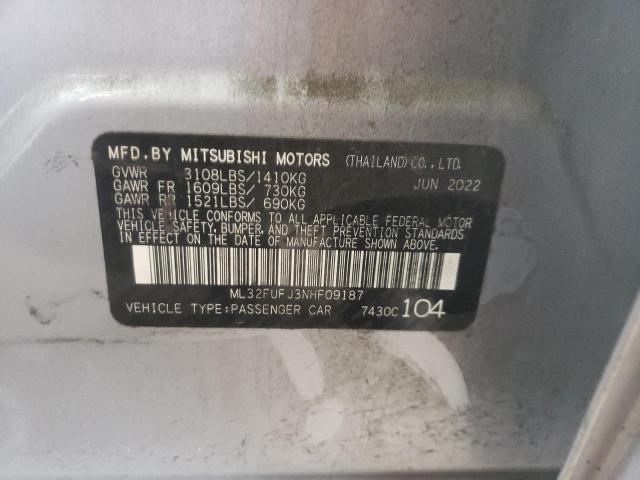 MFD. BY MITSUBISHI MOTORS (THAILAND) CO., LTD.
GVWR 3108LBS/1410KG JUN 2022
GAWR FR 1609LBS/ 730KG
GAWR RR 1521LBS/ 690KG
THIS VEHICLE CONFORMS TO ALL APPLICABLE FEDERAL MOTOR
VEHICLE SAFETY, BUMPER, AND THEFT PREVENTION STANDARDS
IN EFFECT ON THE DATE OF MANUFACTURE SHOWN ABOVE.
ML32FUFJ3NHF09187
VEHICLE TYPE:PASSENGER CAR 7430C 104